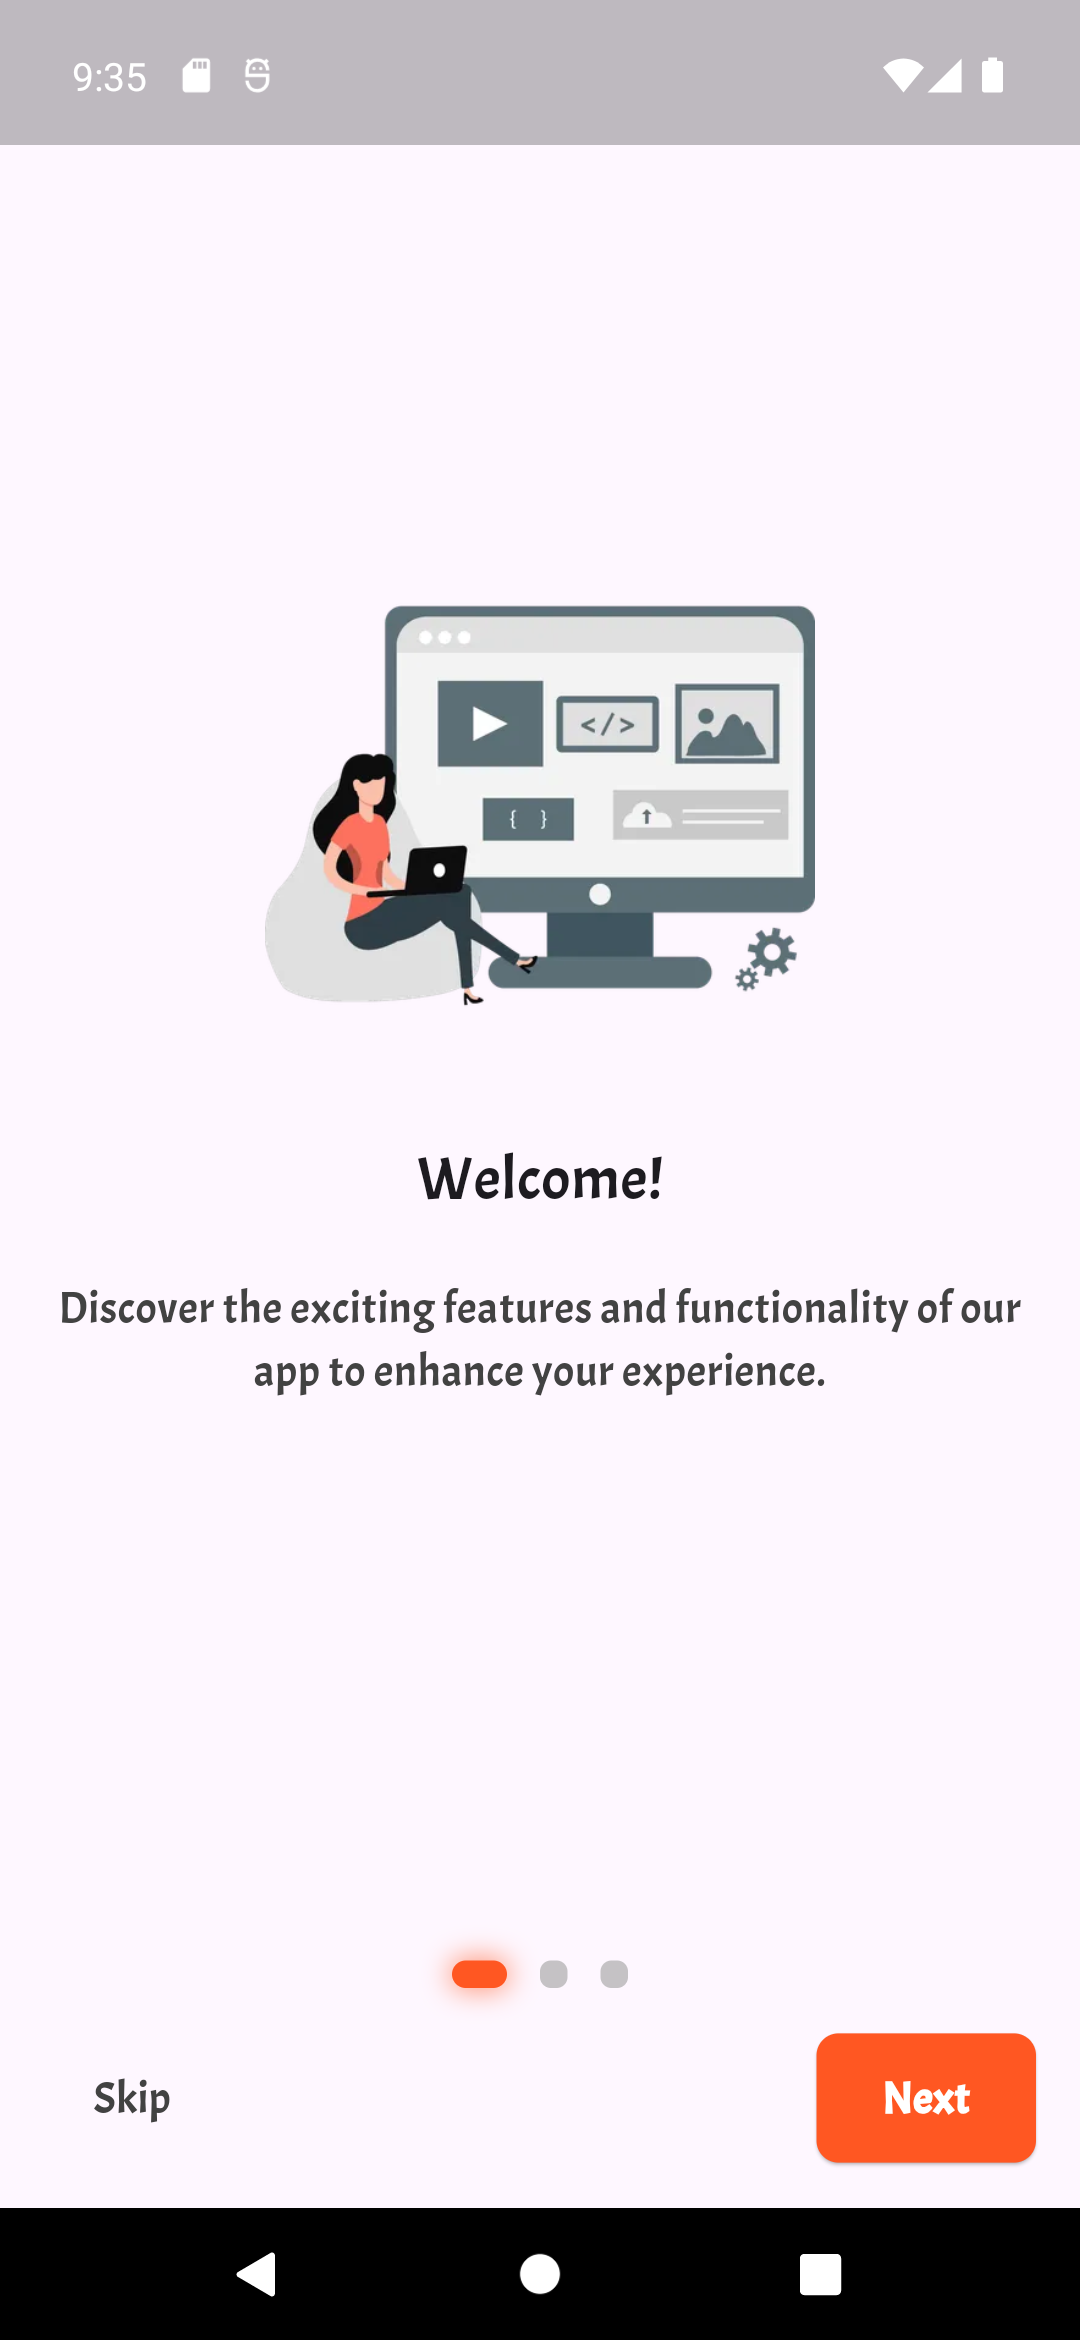 9:35
</>
{ }
Welcome!
Discover the exciting features and functionality of our
app to enhance your experience.
Skip
Next